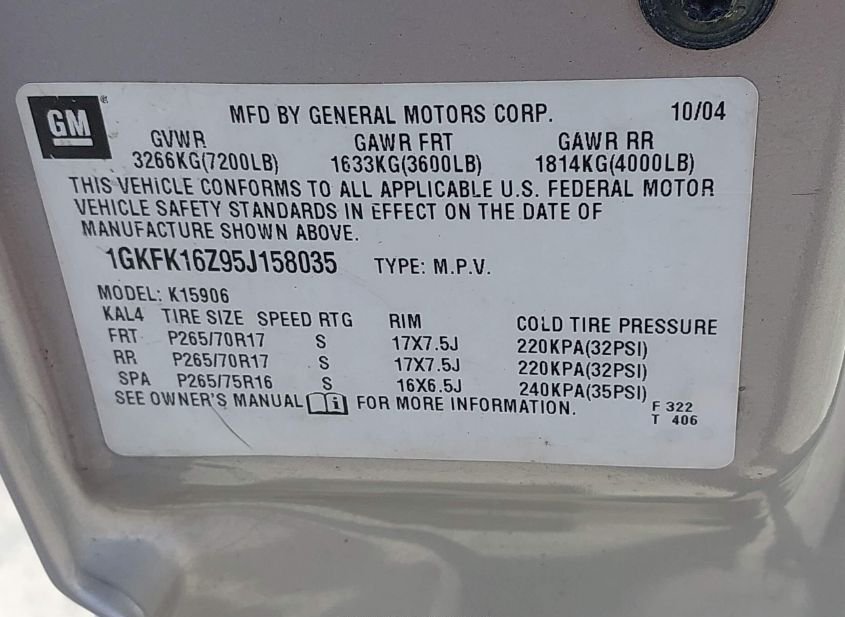 GM
MFD BY GENERAL MOTORS CORP. 10/04
GVWR GAWR FRT GAWR RR
3266KG(7200LB) 1633KG(3600LB) 1814KG(4000LB)
THIS VEHICLE CONFORMS TO ALL APPLICABLE U.S. FEDERAL MOTOR
VEHICLE SAFETY STANDARDS IN EFFECT ON THE DATE OF
MANUFACTURE SHOWN ABOVE.
1GKFK16Z95J158035 TYPE: M.P.V.
MODEL: K15906
KAL4 TIRE SIZE SPEED RTG RIM COLD TIRE PRESSURE
FRT P265/70R17 S 17X7.5J 220KPA(32PSI)
RR P265/70R17 S 17X7.5J 220KPA(32PSI)
SPA P265/75R16 S 16X6.5J 240KPA(35PSI)
SEE OWNER'S MANUAL i FOR MORE INFORMATION.
F 322
T 406